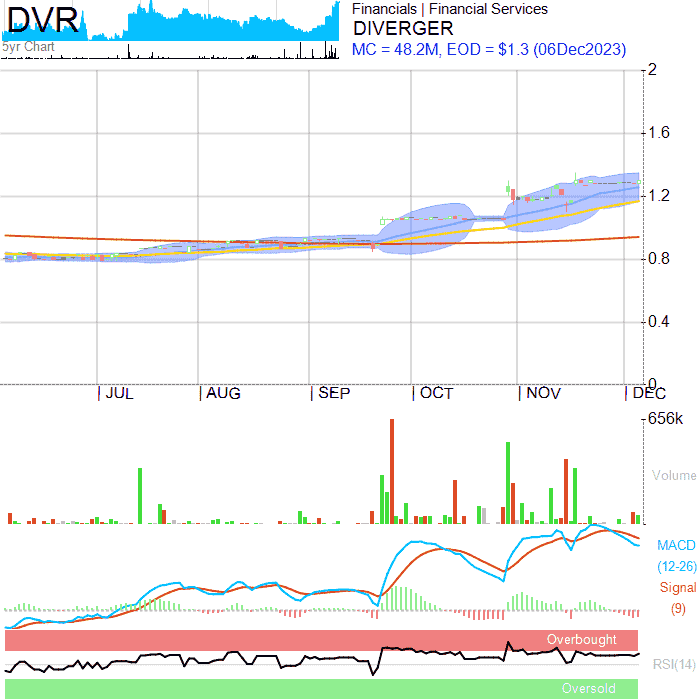 DVR
5yr Chart
Financials | Financial Services
DIVERGER
MC = 48.2M, EOD = $1.3 (06Dec2023)
2
1.6
1.2
0.8
0.4
0
JUL AUG SEP OCT NOV DEC
656k
Volume
MACD
(12-26)
Signal
(9)
Overbought
RSI(14)
Oversold